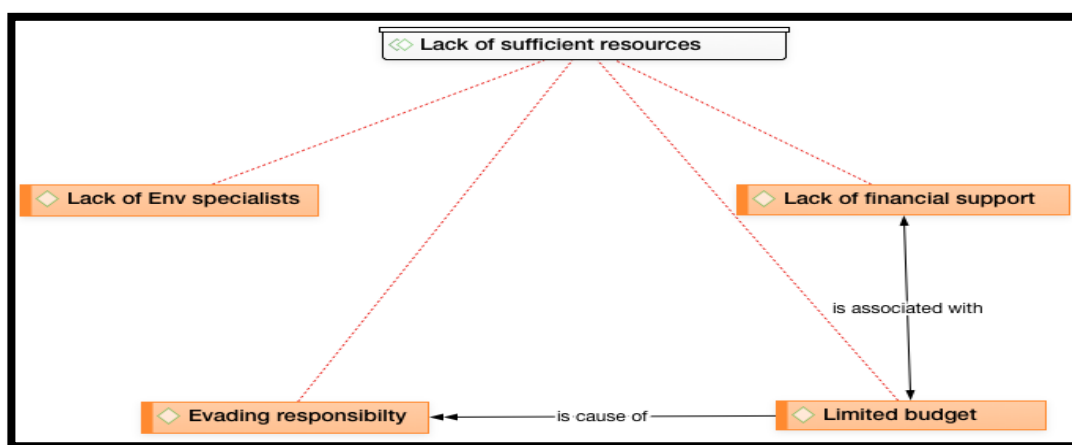 Lack of sufficient resources
Lack of Env specialists
Lack of financial support
is associated with
Evading responsibilty
is cause of
Limited budget